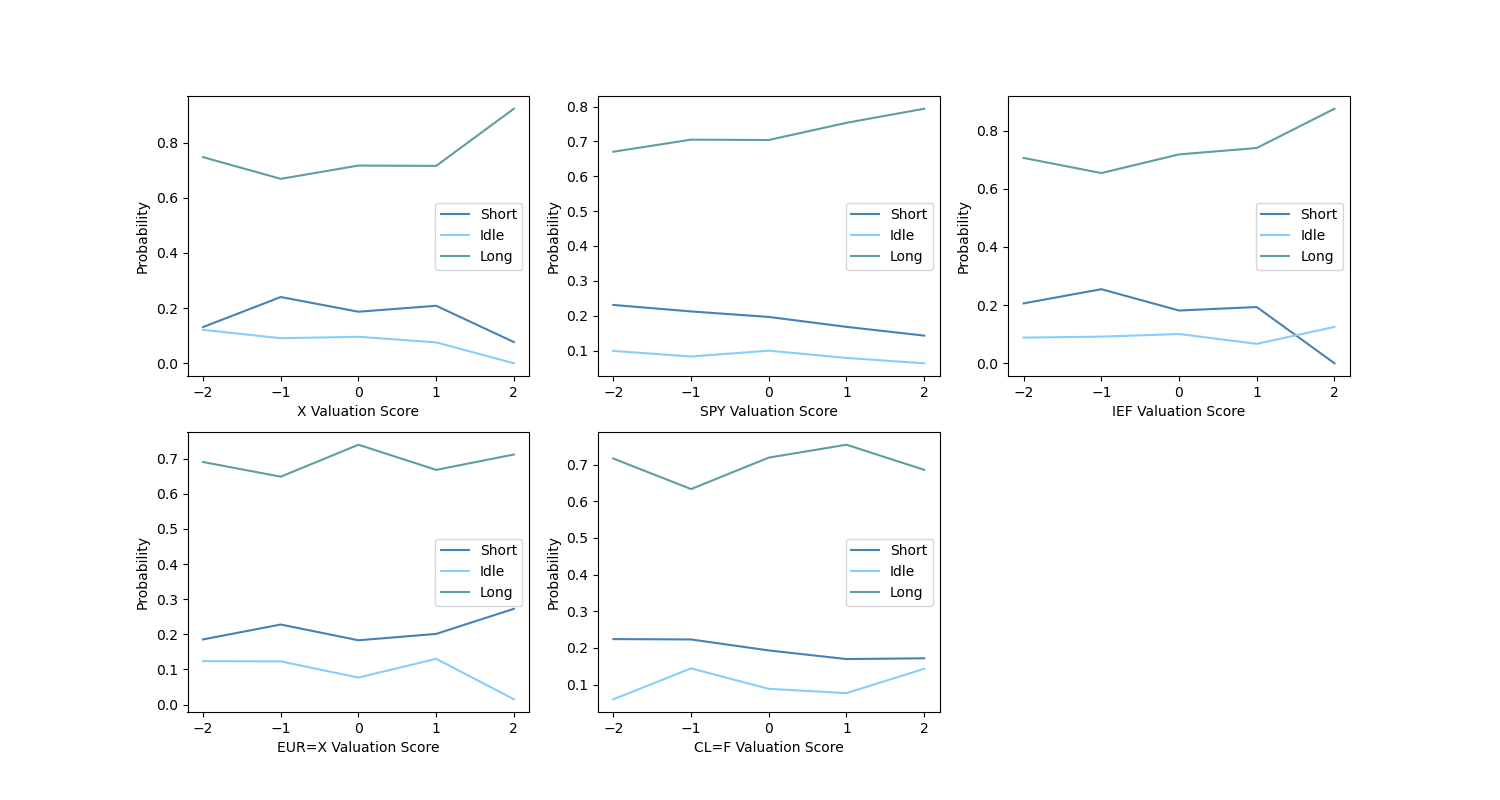 0.8
0.6
0.4
0.2
0.0
Probability
Short
Idle
Long
−2 −1 0 1 2
X Valuation Score
0.8
0.7
0.6
0.5
0.4
0.3
0.2
0.1
Probability
Short
Idle
Long
−2 −1 0 1 2
SPY Valuation Score
0.8
0.6
0.4
0.2
0.0
Probability
Short
Idle
Long
−2 −1 0 1 2
IEF Valuation Score
0.7
0.6
0.5
0.4
0.3
0.2
0.1
0.0
Probability
Short
Idle
Long
−2 −1 0 1 2
EUR=X Valuation Score
0.7
0.6
0.5
0.4
0.3
0.2
0.1
Probability
Short
Idle
Long
−2 −1 0 1 2
CL=F Valuation Score